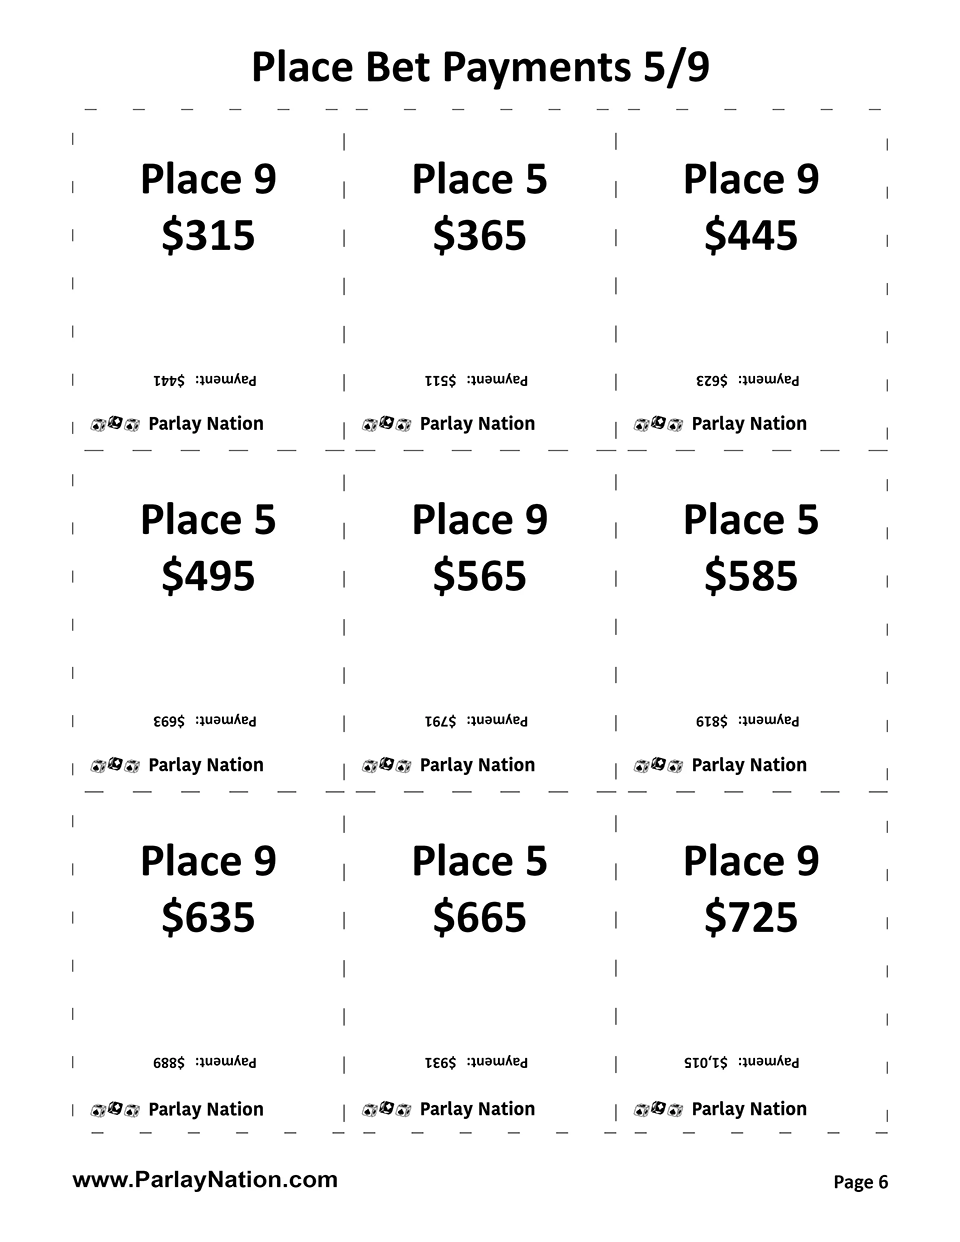 Place Bet Payments 5/9
Place 9
$315
Payment: $441
Parlay Nation
Place 5
$365
Payment: $511
Parlay Nation
Place 9
$445
Payment: $623
Parlay Nation
Place 5
$495
Payment: $693
Parlay Nation
Place 9
$565
Payment: $791
Parlay Nation
Place 5
$585
Payment: $819
Parlay Nation
Place 9
$635
Payment: $889
Parlay Nation
Place 5
$665
Payment: $931
Parlay Nation
Place 9
$725
Payment: $1,015
Parlay Nation
www.ParlayNation.com
Page 6